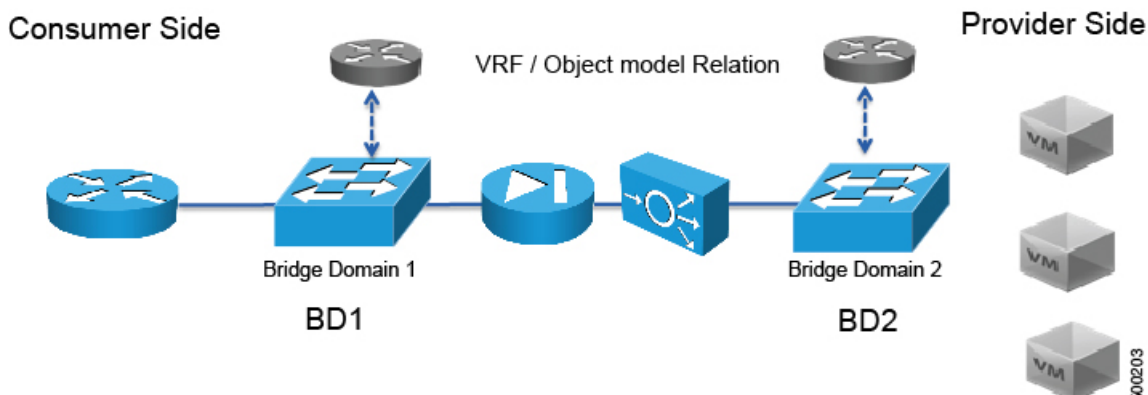 Consumer Side
Provider Side
VRF / Object model Relation
VM
VM
VM
Bridge Domain 1
Bridge Domain 2
BD1
BD2